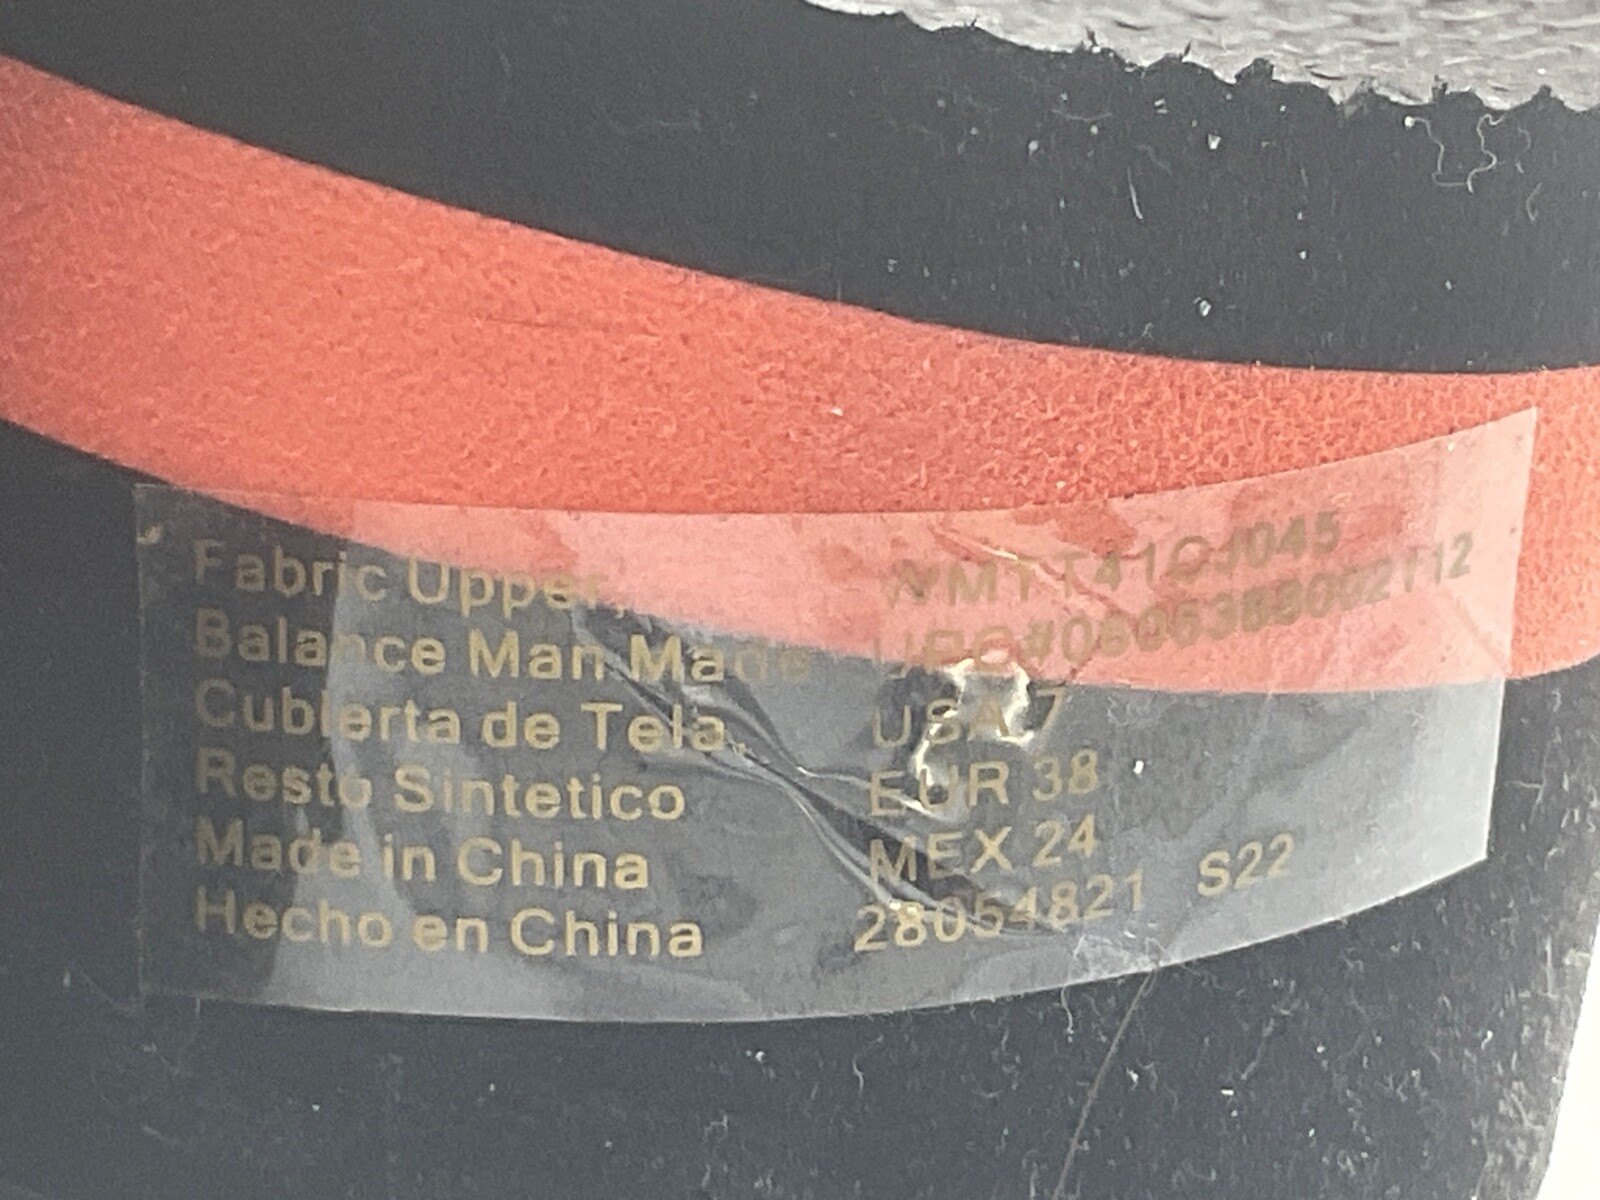 Fabric Upper,
Balance Man Made
Cubierta de Tela,
Resto Sintetico
Made in China
Hecho en China
USA 7
EUR 38
MEX 24
28054821 S22